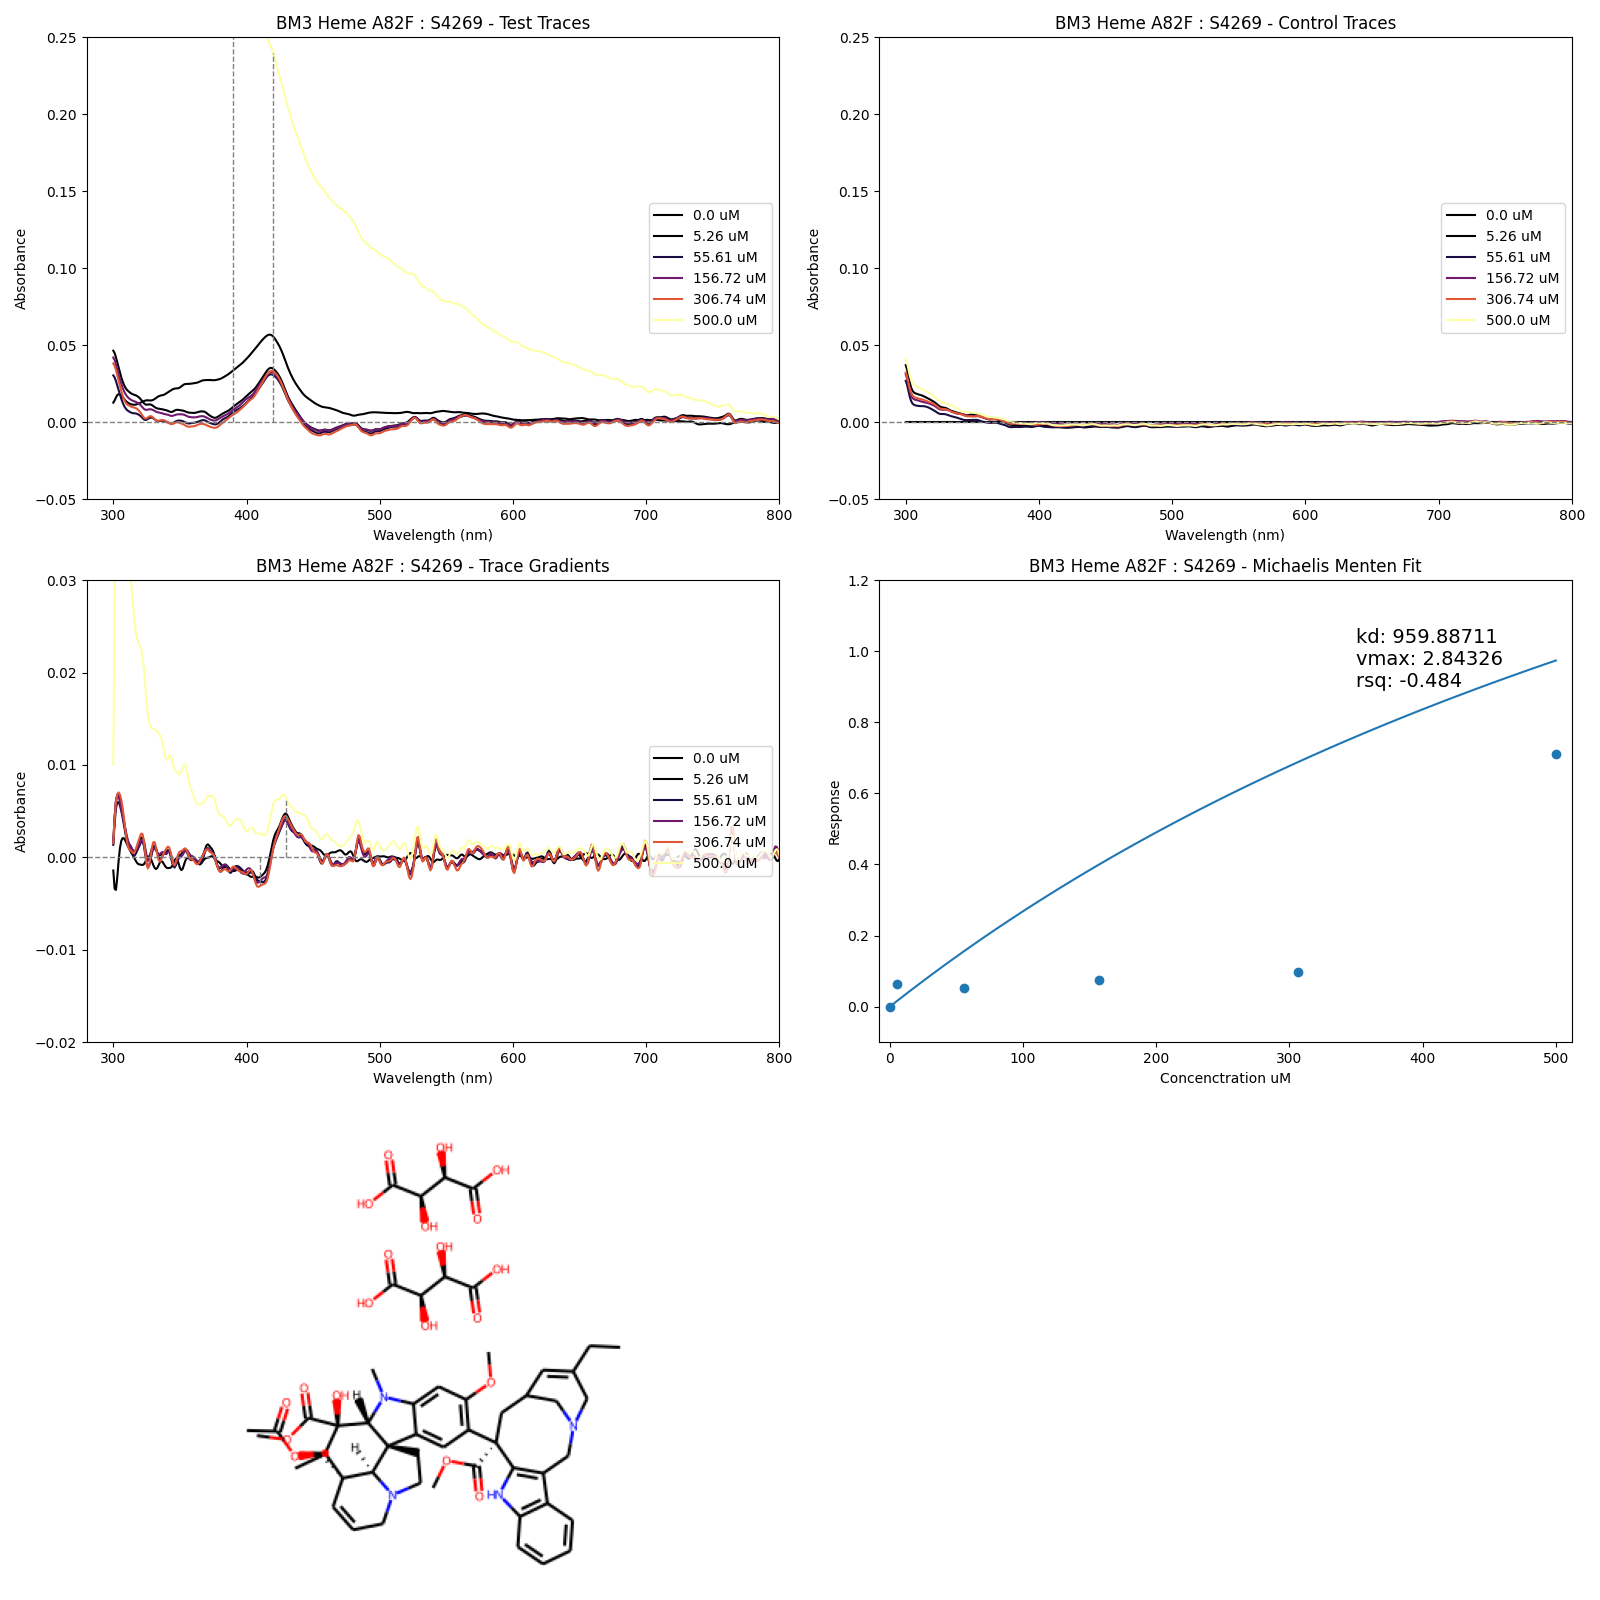 BM3 Heme A82F : S4269 - Test Traces
0.25
0.20
0.15
0.10
0.05
0.00
−0.05
Absorbance
0.0 uM
5.26 uM
55.61 uM
156.72 uM
306.74 uM
500.0 uM
300 400 500 600 700 800
Wavelength (nm)
BM3 Heme A82F : S4269 - Control Traces
0.25
0.20
0.15
0.10
0.05
0.00
−0.05
Absorbance
0.0 uM
5.26 uM
55.61 uM
156.72 uM
306.74 uM
500.0 uM
300 400 500 600 700 800
Wavelength (nm)
BM3 Heme A82F : S4269 - Trace Gradients
0.03
0.02
0.01
0.00
−0.01
−0.02
Absorbance
0.0 uM
5.26 uM
55.61 uM
156.72 uM
306.74 uM
500.0 uM
300 400 500 600 700 800
Wavelength (nm)
BM3 Heme A82F : S4269 - Michaelis Menten Fit
1.2
1.0
0.8
0.6
0.4
0.2
0.0
Response
kd: 959.88711
vmax: 2.84326
rsq: -0.484
0 100 200 300 400 500
Concenctration uM
O OH
OH
HO
OH O
O OH
OH
HO
OH O
O
O OH H N O
O
O
H
O N
O
N O HN